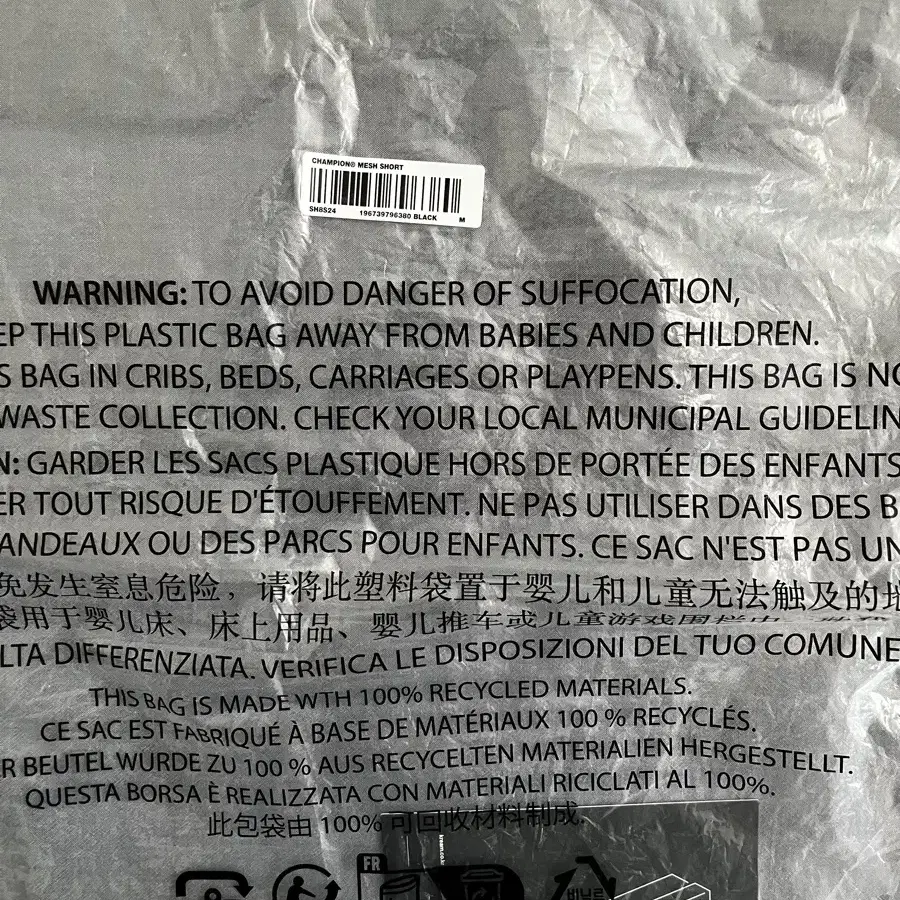 CHAMPION® MESH SHORT
SH8S24 196739796380 BLACK M
WARNING: TO AVOID DANGER OF SUFFOCATION,
EP THIS PLASTIC BAG AWAY FROM BABIES AND CHILDREN.
S BAG IN CRIBS, BEDS, CARRIAGES OR PLAYPENS. THIS BAG IS NO
WASTE COLLECTION. CHECK YOUR LOCAL MUNICIPAL GUIDELIN
N: GARDER LES SACS PLASTIQUE HORS DE PORTÉE DES ENFANTS
ER TOUT RISQUE D'ÉTOUFFEMENT. NE PAS UTILISER DANS DES B
ANDEAUX OU DES PARCS POUR ENFANTS. CE SAC N'EST PAS UN
免发生窒息危险，请将此塑料袋置于婴儿和儿童无法触及的地
袋用于婴儿床、床上用品、婴儿推车或儿童游戏围栏中
LTA DIFFERENZIATA. VERIFICA LE DISPOSIZIONI DEL TUO COMUNE
THIS BAG IS MADE WTH 100% RECYCLED MATERIALS.
CE SAC EST FABRIQUÉ À BASE DE MATÉRIAUX 100 % RECYCLÉS.
R BEUTEL WURDE ZU 100 % AUS RECYCELTEN MATERIALIEN HERGESTELLT.
QUESTA BORSA È REALIZZATA CON MATERIALI RICICLATI AL 100%.
此包袋由 100% 可回收材料制成.
kream.co.kr
FR
비닐류